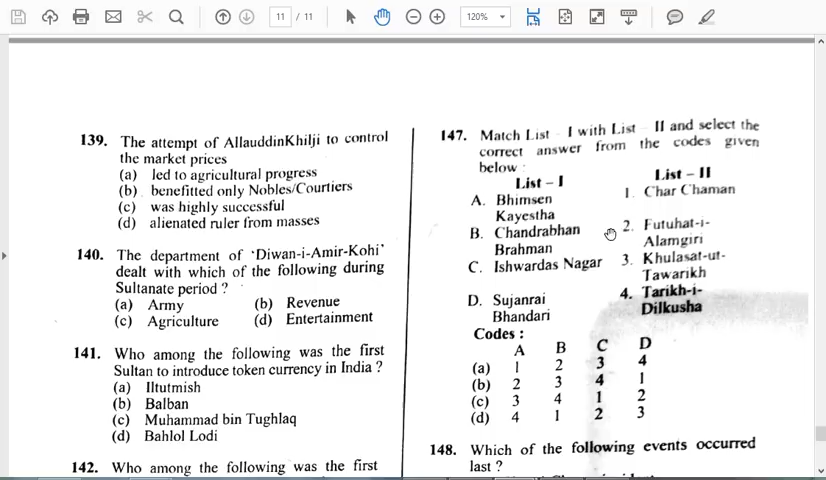 11 / 11
120%
139. The attempt of AllauddinKhilji to control
the market prices
(a) led to agricultural progress
(b) benefitted only Nobles/Courtiers
(c) was highly successful
(d) alienated ruler from masses
140. The department of 'Diwan-i-Amir-Kohi'
dealt with which of the following during
Sultanate period ?
(a) Army (b) Revenue
(c) Agriculture (d) Entertainment
141. Who among the following was the first
Sultan to introduce token currency in India ?
(a) Iltutmish
(b) Balban
(c) Muhammad bin Tughlaq
(d) Bahlol Lodi
142. Who among the following was the first
147. Match List - I with List - II and select the
correct answer from the codes given
below :
List – I List – II
A. Bhimsen 1. Char Chaman
Kayestha
B. Chandrabhan 2. Futuhat-i-
Brahman Alamgiri
C. Ishwardas Nagar 3. Khulasat-ut-
Tawarikh
D. Sujanrai 4. Tarikh-i-
Bhandari Dilkusha
Codes :
A B C D
(a) 1 2 3 4
(b) 2 3 4 1
(c) 3 4 1 2
(d) 4 1 2 3
148. Which of the following events occurred
last ?